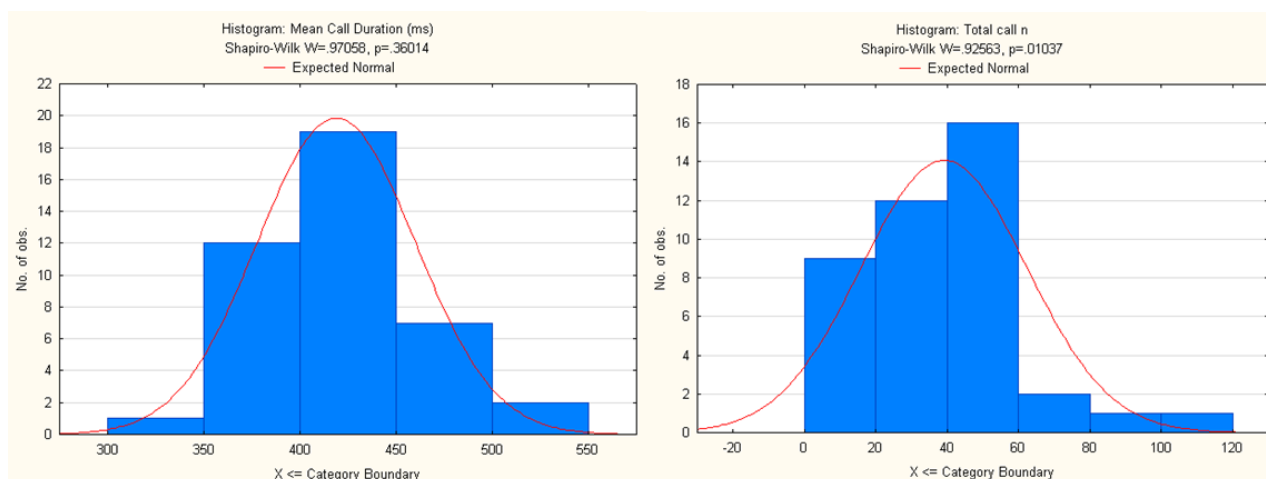 Histogram: Mean Call Duration (ms)
Shapiro-Wilk W=.97058, p=.36014
Expected Normal
22
20
18
16
14
12
10
8
6
4
2
0
No. of obs.
300 350 400 450 500 550
X <= Category Boundary
Histogram: Total call n
Shapiro-Wilk W=.92563, p=.01037
Expected Normal
18
16
14
12
10
8
6
4
2
0
No. of obs.
-20 0 20 40 60 80 100 120
X <= Category Boundary